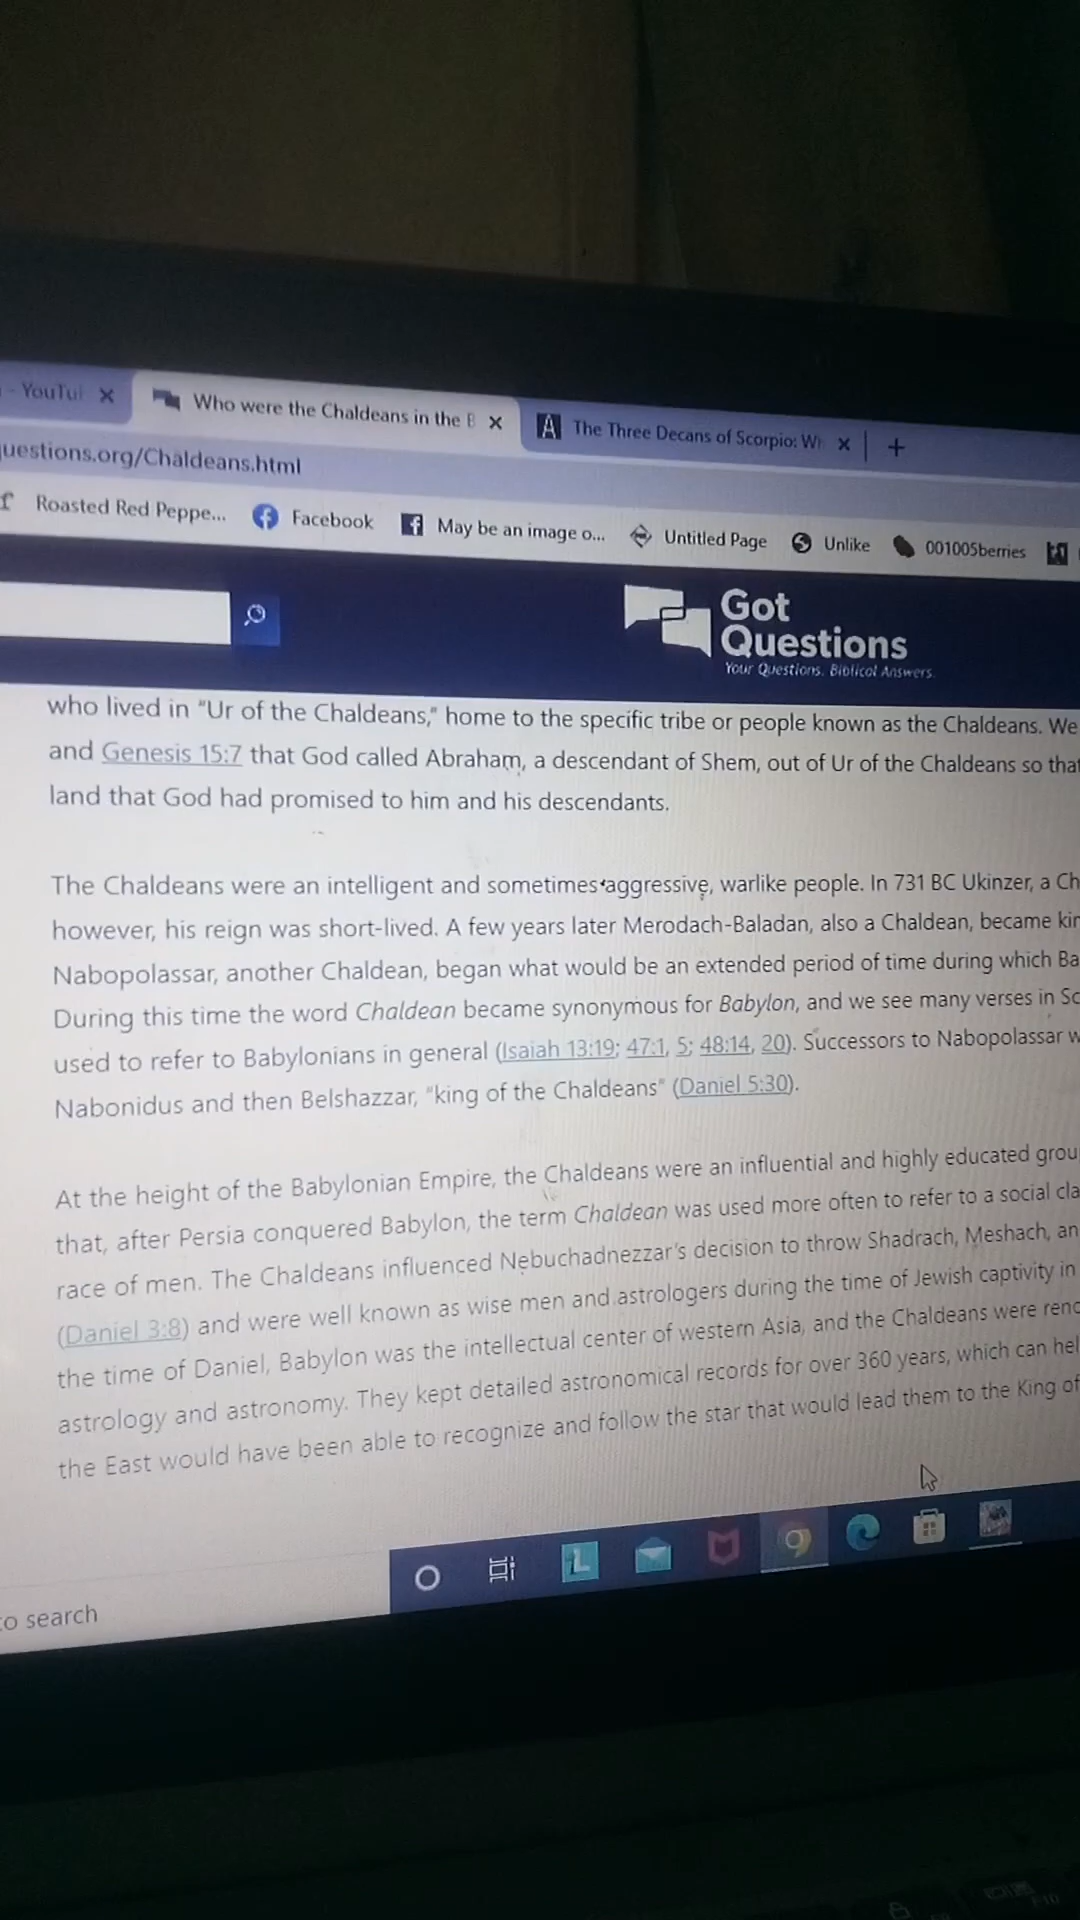 - YouTu
Who were the Chaldeans in the B
The Three Decans of Scorpio: W
uestions.org/Chaldeans.html
Roasted Red Peppe...
Facebook
May be an image o...
Untitled Page
Unlike
001005berries
Got
Questions
Your Questions. Biblical Answers.
who lived in "Ur of the Chaldeans," home to the specific tribe or people known as the Chaldeans. We
and Genesis 15:7 that God called Abraham, a descendant of Shem, out of Ur of the Chaldeans so that
land that God had promised to him and his descendants.
The Chaldeans were an intelligent and sometimes aggressive, warlike people. In 731 BC Ukinzer, a Ch
however, his reign was short-lived. A few years later Merodach-Baladan, also a Chaldean, became kin
Nabopolassar, another Chaldean, began what would be an extended period of time during which Ba
During this time the word Chaldean became synonymous for Babylon, and we see many verses in Sc
used to refer to Babylonians in general (Isaiah 13:19; 47:1, 5; 48:14, 20). Successors to Nabopolassar w
Nabonidus and then Belshazzar, "king of the Chaldeans" (Daniel 5:30).
At the height of the Babylonian Empire, the Chaldeans were an influential and highly educated grou
that, after Persia conquered Babylon, the term Chaldean was used more often to refer to a social cla
race of men. The Chaldeans influenced Nebuchadnezzar's decision to throw Shadrach, Meshach, an
(Daniel 3:8) and were well known as wise men and astrologers during the time of Jewish captivity in
the time of Daniel, Babylon was the intellectual center of western Asia, and the Chaldeans were reno
astrology and astronomy. They kept detailed astronomical records for over 360 years, which can hel
the East would have been able to recognize and follow the star that would lead them to the King of
to search